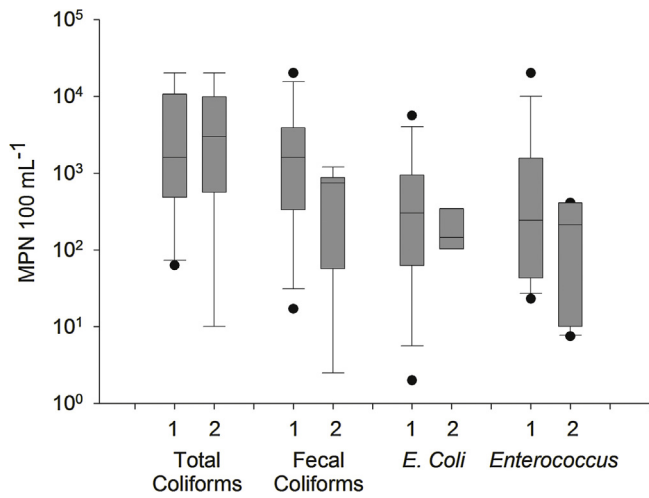 10⁵
10⁴
10³
10²
10¹
10⁰
MPN 100 mL⁻¹
1 2 1 2 1 2 1 2
Total Fecal E. Coli Enterococcus
Coliforms Coliforms